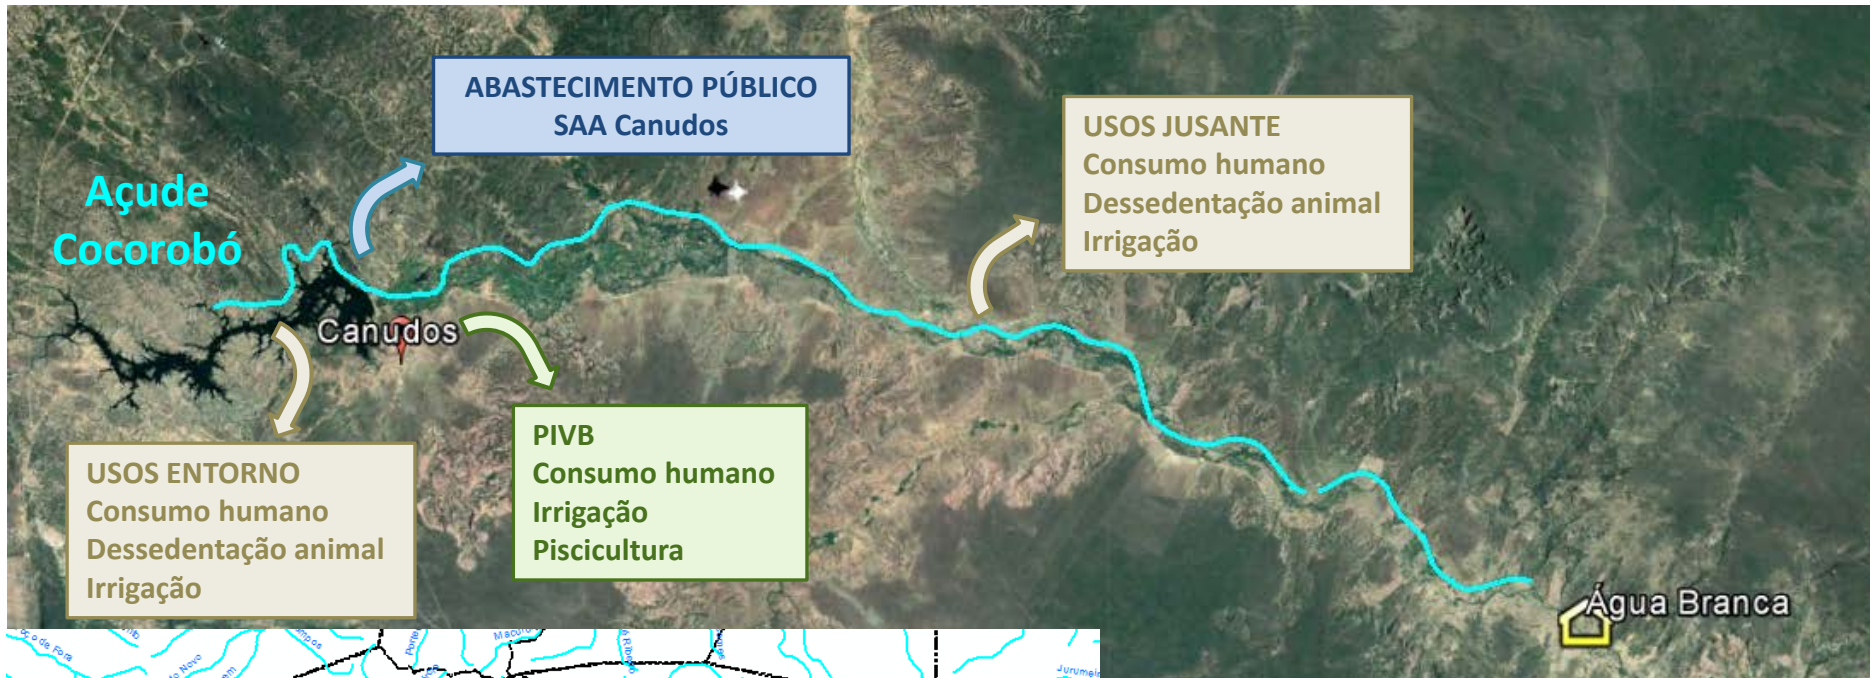 ABASTECIMENTO PÚBLICO
SAA Canudos
USOS JUSANTE
Consumo humano
Dessedentação animal
Irrigação
Açude
Cocorobó
Canudos
USOS ENTORNO
Consumo humano
Dessedentação animal
Irrigação
PIVB
Consumo humano
Irrigação
Piscicultura
Água Branca